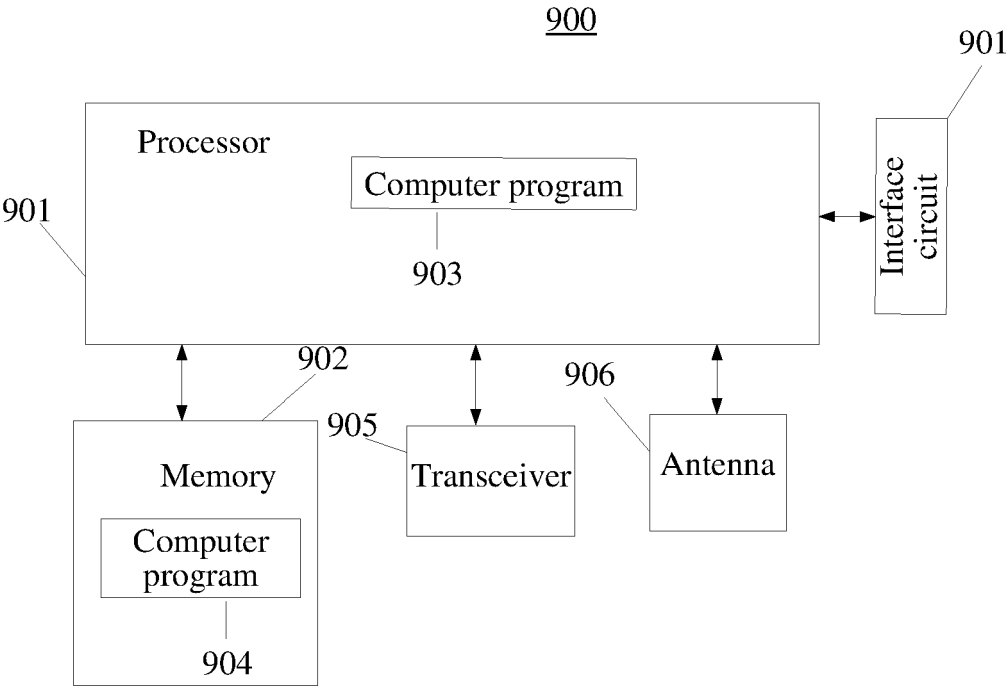 900
901
Processor
Computer program
Interface
circuit
901
903
902
906
905
Memory
Transceiver
Antenna
Computer
program
904